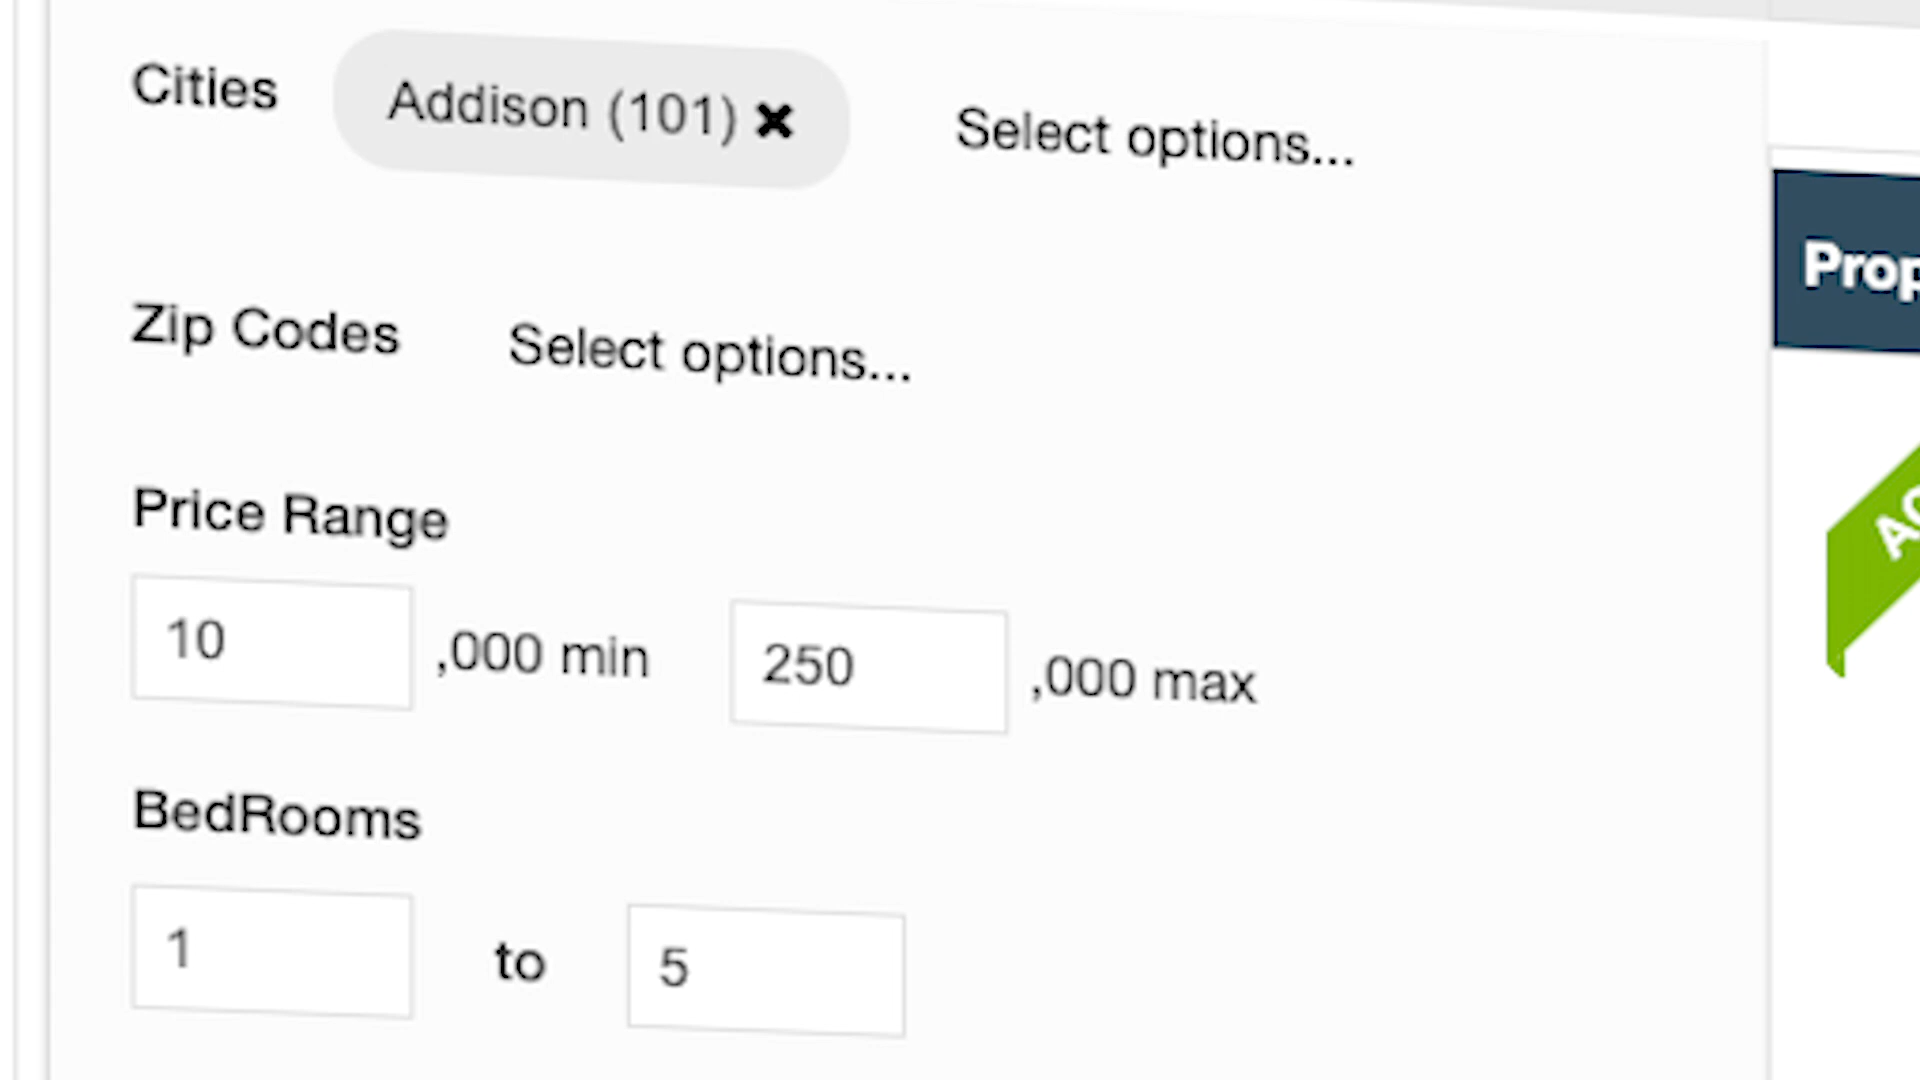 Cities Addison (101) × Select options...
Zip Codes Select options...
Price Range
10 ,000 min 250 ,000 max
BedRooms
1 to 5
Prop
AC